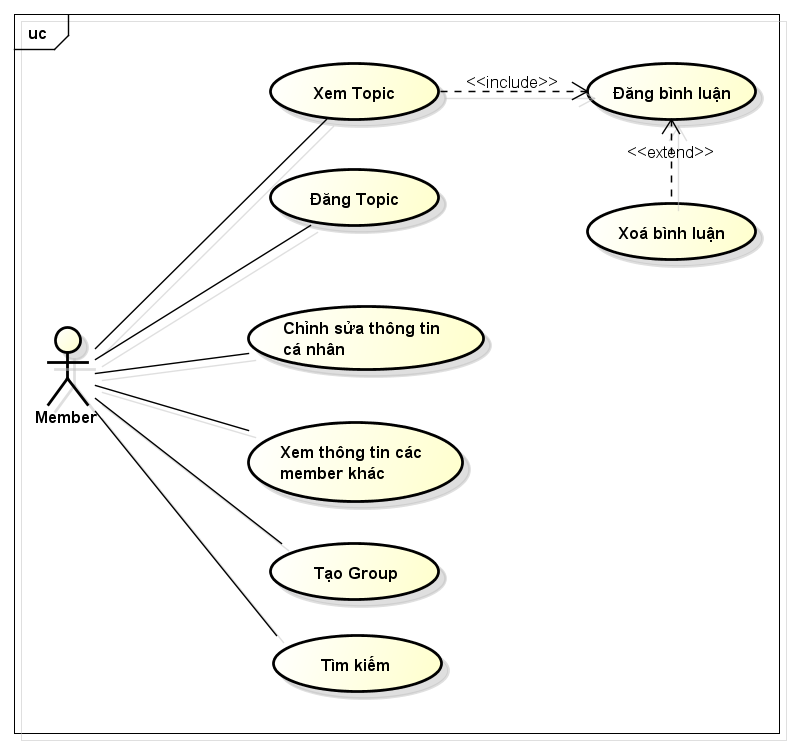 uc
Xem Topic
<<include>>
Đăng bình luận
<<extend>>
Đăng Topic
Xoá bình luận
Chỉnh sửa thông tin
cá nhân
Member
Xem thông tin các
member khác
Tạo Group
Tìm kiếm